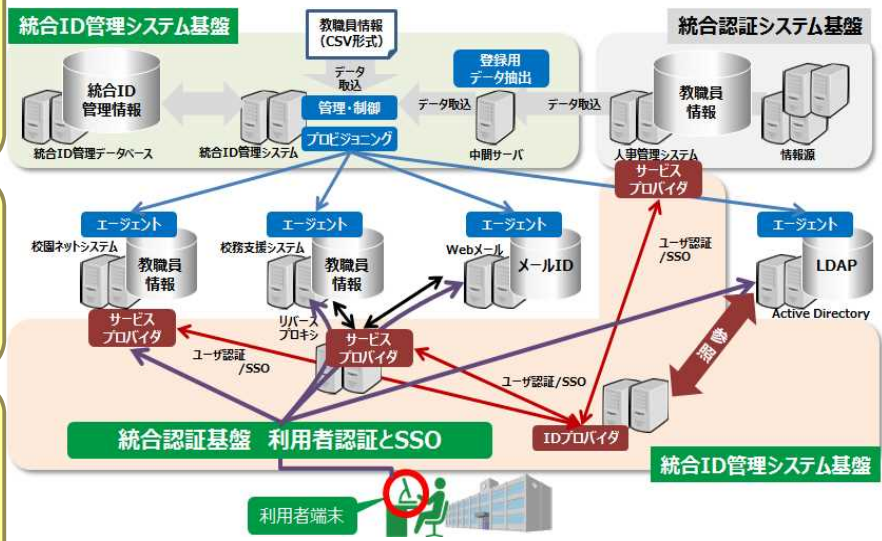 統合ID管理システム基盤
教職員情報
(CSV形式)
統合認証システム基盤
データ
取込
登録用
データ抽出
統合ID
管理情報
管理・制御
データ取込
データ取込
教職員
情報
プロビジョニング
統合ID管理データベース
統合ID管理システム
中間サーバ
人事管理システム
情報源
サービス
プロバイダ
エージェント
エージェント
エージェント
エージェント
校園ネットシステム
校務支援システム
Webメール
ユーザ認証
/SSO
教職員
情報
教職員
情報
メールID
LDAP
Active Directory
サービス
プロバイダ
リバース
プロキシ
サービス
プロバイダ
参照
ユーザ認証
/SSO
ユーザ認証/SSO
統合認証基盤 利用者認証とSSO
IDプロバイダ
統合ID管理システム基盤
利用者端末